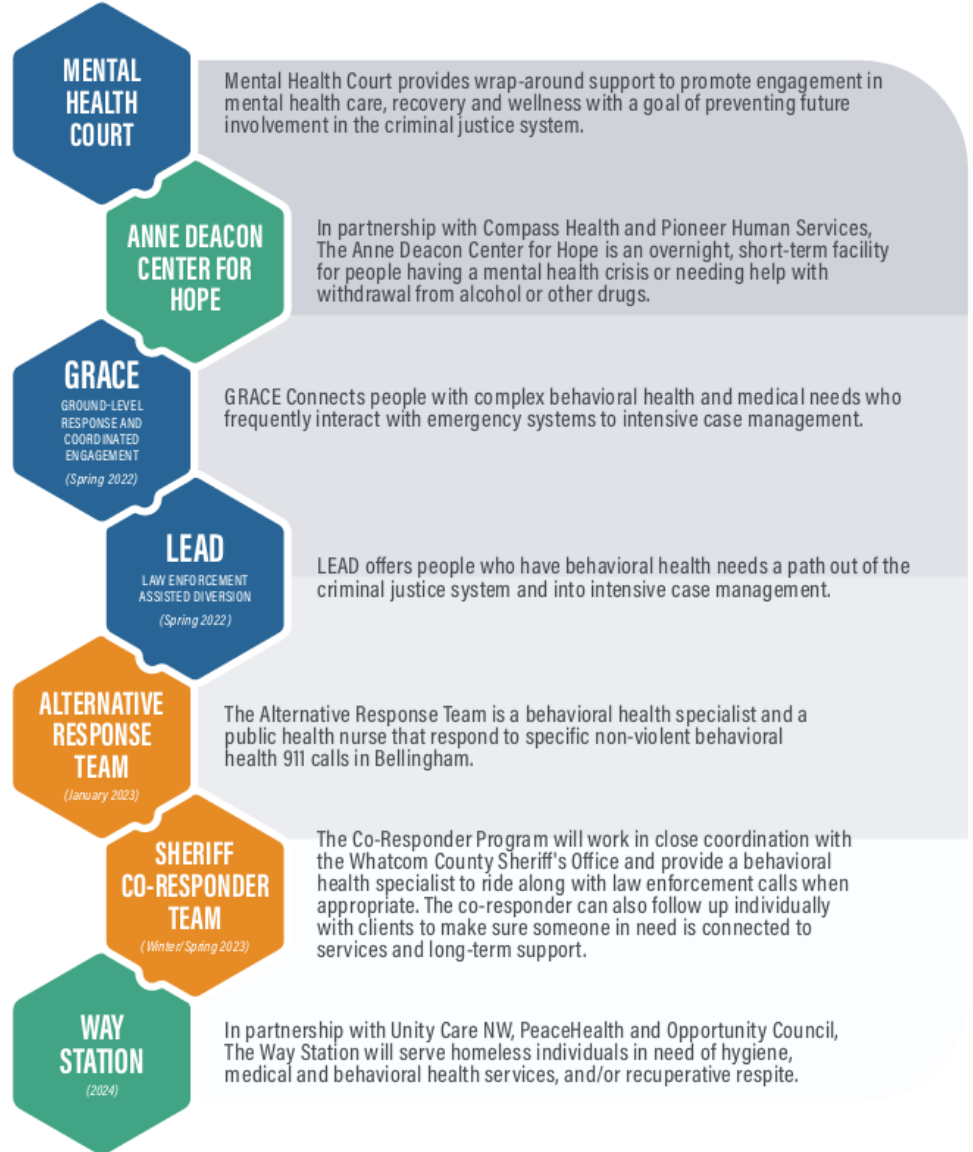 MENTAL
HEALTH
COURT
Mental Health Court provides wrap-around support to promote engagement in
mental health care, recovery and wellness with a goal of preventing future
involvement in the criminal justice system.
ANNE DEACON
CENTER FOR
HOPE
In partnership with Compass Health and Pioneer Human Services,
The Anne Deacon Center for Hope is an overnight, short-term facility
for people having a mental health crisis or needing help with
withdrawal from alcohol or other drugs.
GRACE
GROUND-LEVEL
RESPONSE AND
COORDINATED
ENGAGEMENT
(Spring 2022)
GRACE Connects people with complex behavioral health and medical needs who
frequently interact with emergency systems to intensive case management.
LEAD
LAW ENFORCEMENT
ASSISTED DIVERSION
(Spring 2022)
LEAD offers people who have behavioral health needs a path out of the
criminal justice system and into intensive case management.
ALTERNATIVE
RESPONSE
TEAM
(January 2023)
The Alternative Response Team is a behavioral health specialist and a
public health nurse that respond to specific non-violent behavioral
health 911 calls in Bellingham.
SHERIFF
CO-RESPONDER
TEAM
(Winter/Spring 2023)
The Co-Responder Program will work in close coordination with
the Whatcom County Sheriff's Office and provide a behavioral
health specialist to ride along with law enforcement calls when
appropriate. The co-responder can also follow up individually
with clients to make sure someone in need is connected to
services and long-term support.
WAY
STATION
(2024)
In partnership with Unity Care NW, PeaceHealth and Opportunity Council,
The Way Station will serve homeless individuals in need of hygiene,
medical and behavioral health services, and/or recuperative respite.